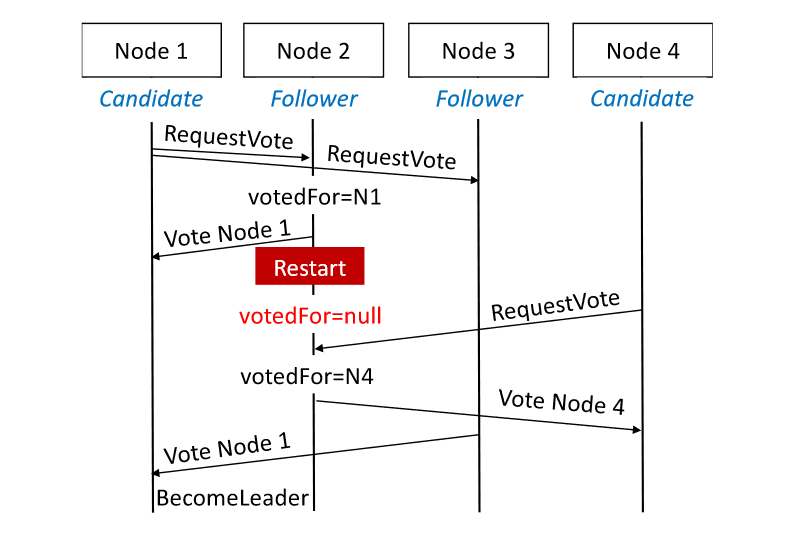 Node 1
Node 2
Node 3
Node 4
Candidate
Follower
Follower
Candidate
RequestVote
RequestVote
votedFor=N1
Vote Node 1
Restart
RequestVote
votedFor=null
votedFor=N4
Vote Node 4
Vote Node 1
BecomeLeader